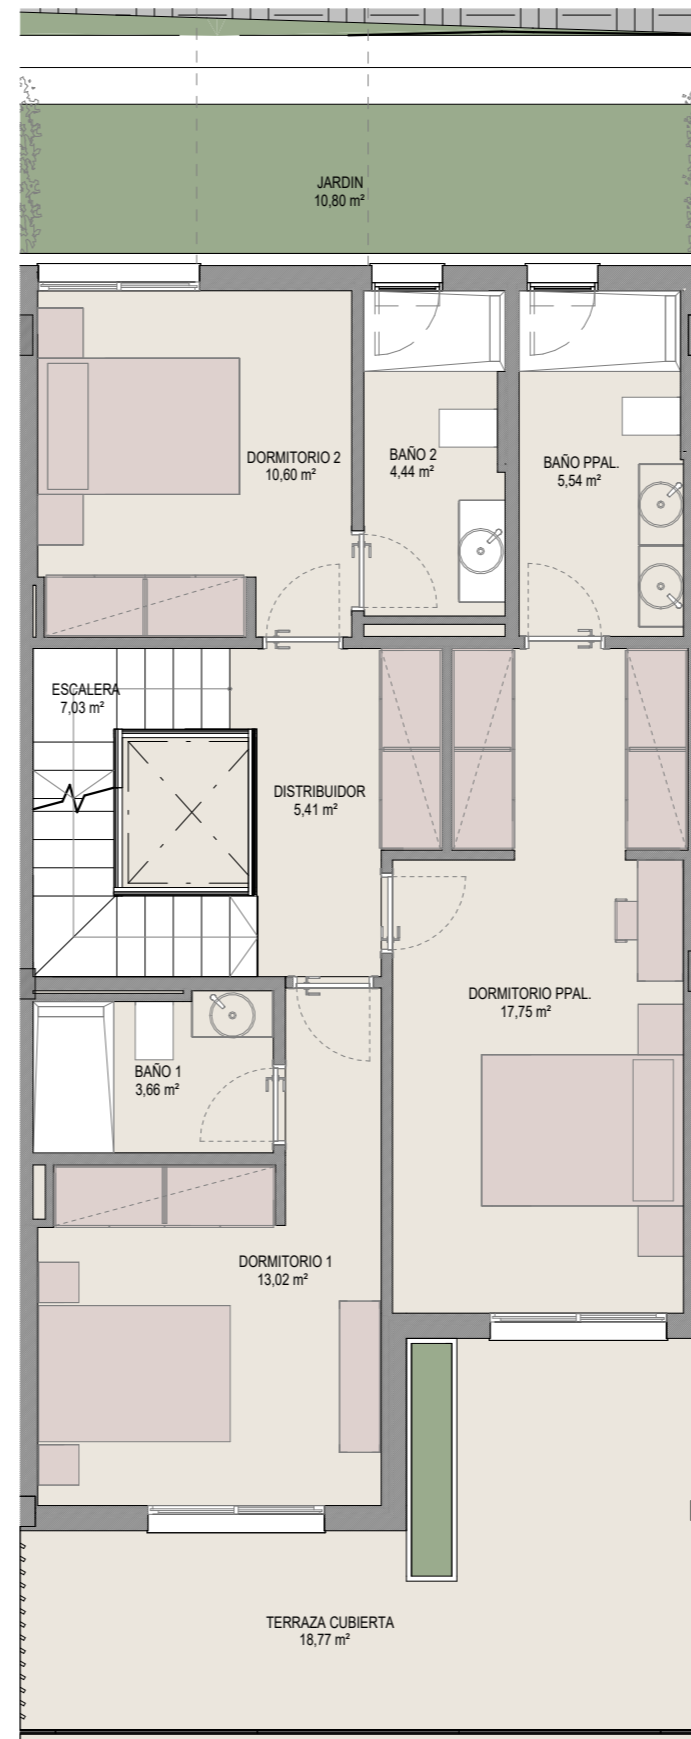 JARDIN
10,80 m²
DORMITORIO 2
10,60 m²
BAÑO 2
4,44 m²
BAÑO PPAL.
5,54 m²
ESCALERA
7,03 m²
DISTRIBUIDOR
5,41 m²
DORMITORIO PPAL.
17,75 m²
BAÑO 1
3,66 m²
DORMITORIO 1
13,02 m²
TERRAZA CUBIERTA
18,77 m²